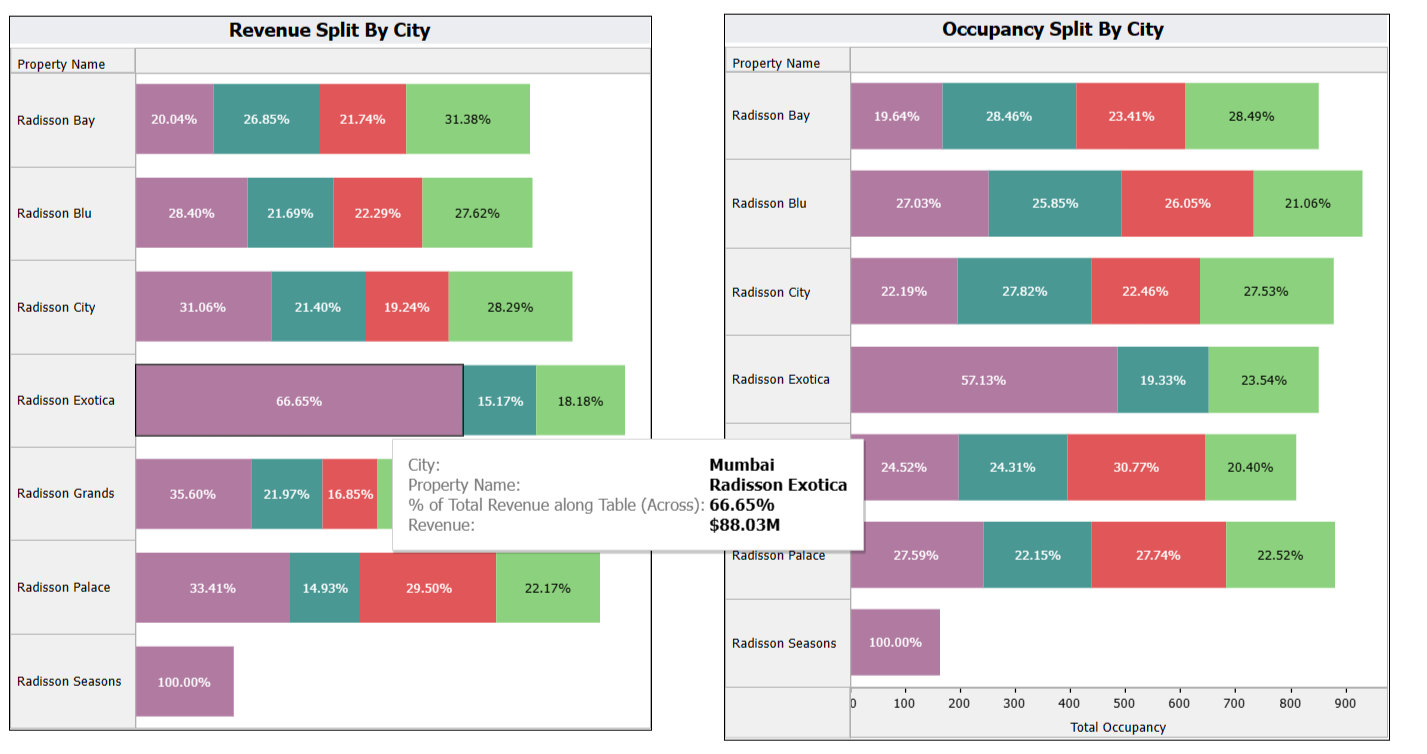 Revenue Split By City
Property Name
Radisson Bay
20.04% 26.85% 21.74% 31.38%
Radisson Blu
28.40% 21.69% 22.29% 27.62%
Radisson City
31.06% 21.40% 19.24% 28.29%
Radisson Exotica
66.65% 15.17% 18.18%
Radisson Grands
35.60% 21.97% 16.85%
Radisson Palace
33.41% 14.93% 29.50% 22.17%
Radisson Seasons
100.00%
City: Mumbai
Property Name: Radisson Exotica
% of Total Revenue along Table (Across): 66.65%
Revenue: $88.03M
Occupancy Split By City
Property Name
Radisson Bay
19.64% 28.46% 23.41% 28.49%
Radisson Blu
27.03% 25.85% 26.05% 21.06%
Radisson City
22.19% 27.82% 22.46% 27.53%
Radisson Exotica
57.13% 19.33% 23.54%
24.52% 24.31% 30.77% 20.40%
Radisson Palace
27.59% 22.15% 27.74% 22.52%
Radisson Seasons
100.00%
0 100 200 300 400 500 600 700 800 900
Total Occupancy